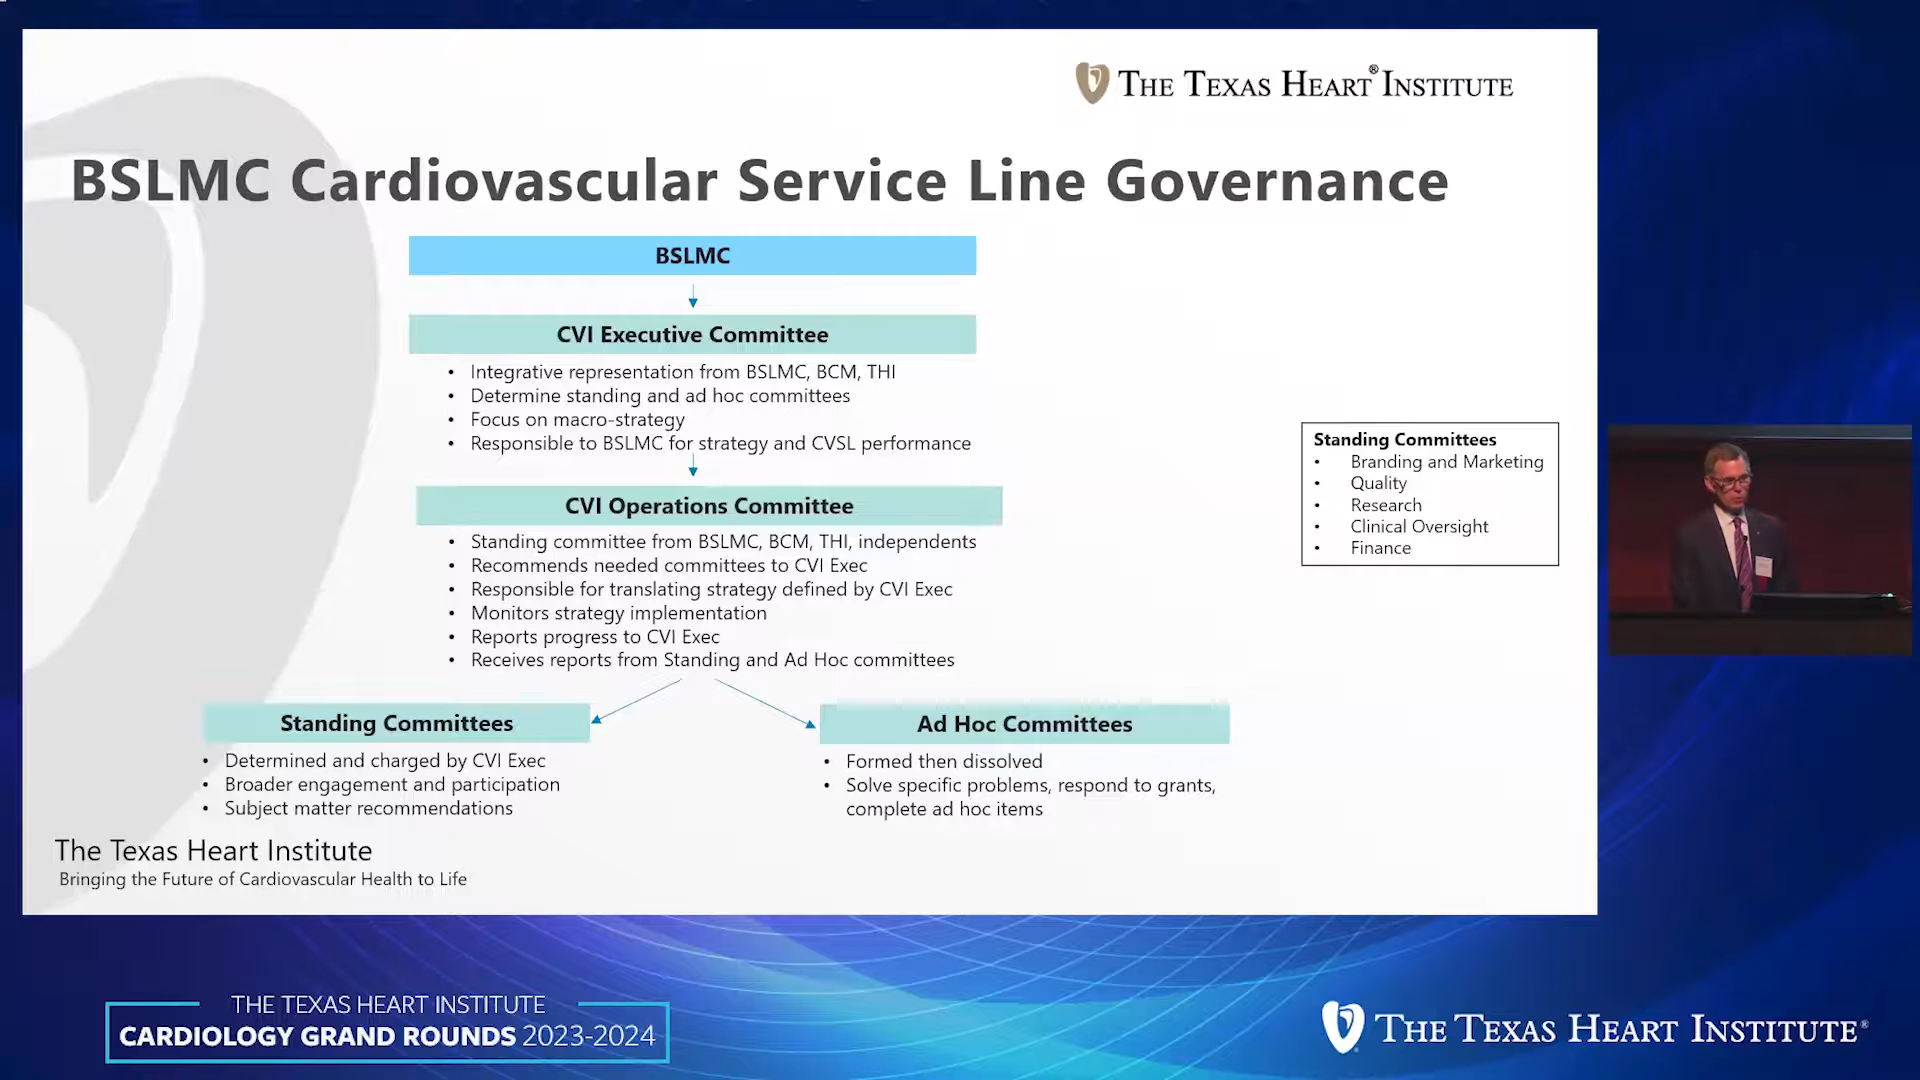 THE TEXAS HEART® INSTITUTE
BSLMC Cardiovascular Service Line Governance
BSLMC
CVI Executive Committee
• Integrative representation from BSLMC, BCM, THI
• Determine standing and ad hoc committees
• Focus on macro-strategy
• Responsible to BSLMC for strategy and CVSL performance
CVI Operations Committee
• Standing committee from BSLMC, BCM, THI, independents
• Recommends needed committees to CVI Exec
• Responsible for translating strategy defined by CVI Exec
• Monitors strategy implementation
• Reports progress to CVI Exec
• Receives reports from Standing and Ad Hoc committees
Standing Committees
• Determined and charged by CVI Exec
• Broader engagement and participation
• Subject matter recommendations
Ad Hoc Committees
• Formed then dissolved
• Solve specific problems, respond to grants,
complete ad hoc items
Standing Committees
• Branding and Marketing
• Quality
• Research
• Clinical Oversight
• Finance
The Texas Heart Institute
Bringing the Future of Cardiovascular Health to Life
THE TEXAS HEART INSTITUTE
CARDIOLOGY GRAND ROUNDS 2023-2024
THE TEXAS HEART INSTITUTE®